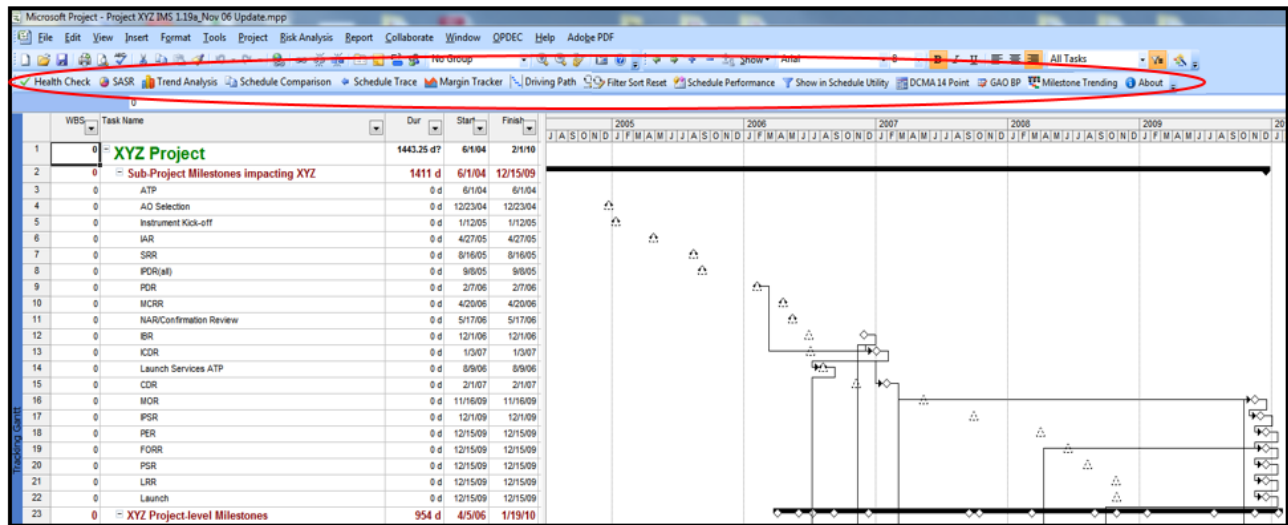 Microsoft Project - Project XYZ IMS 1.19a_Nov 06 Update.mpp
File Edit View Insert Format Tools Project Risk Analysis Report Collaborate Window QPDEC Help Adobe PDF
No Group Show Arial 8 B I U All Tasks
Health Check SASR Trend Analysis Schedule Comparison Schedule Trace Margin Tracker Driving Path Filter Sort Reset Schedule Performance Show in Schedule Utility DCMA 14 Point GAO BP Milestone Trending About
0
WBS Task Name Dur Start Finish 2005 2006 2007 2008 2009 20
J A S O N D J F M A M J J A S O N D J F M A M J J A S O N D J F M A M J J A S O N D J F M A M J J A S O N D J F M A M J J A S O N D J
1 0 XYZ Project 1443.25 d? 6/1/04 2/1/10
2 0 Sub-Project Milestones impacting XYZ 1411 d 6/1/04 12/15/09
3 0 ATP 0 d 6/1/04 6/1/04
4 0 AO Selection 0 d 12/23/04 12/23/04
5 0 Instrument Kick-off 0 d 1/12/05 1/12/05
6 0 IAR 0 d 4/27/05 4/27/05
7 0 SRR 0 d 8/16/05 8/16/05
8 0 IPDR(all) 0 d 9/8/05 9/8/05
9 0 PDR 0 d 2/7/06 2/7/06
10 0 MCRR 0 d 4/20/06 4/20/06
11 0 NAR/Confirmation Review 0 d 5/17/06 5/17/06
12 0 IBR 0 d 12/1/06 12/1/06
13 0 ICDR 0 d 1/3/07 1/3/07
14 0 Launch Services ATP 0 d 8/9/06 8/9/06
15 0 CDR 0 d 2/1/07 2/1/07
16 0 MOR 0 d 11/16/09 11/16/09
17 0 IPSR 0 d 12/1/09 12/1/09
18 0 PER 0 d 12/15/09 12/15/09
19 0 FORR 0 d 12/15/09 12/15/09
20 0 PSR 0 d 12/15/09 12/15/09
21 0 LRR 0 d 12/15/09 12/15/09
22 0 Launch 0 d 12/15/09 12/15/09
23 0 XYZ Project-level Milestones 954 d 4/5/06 1/19/10
Tracking Gantt